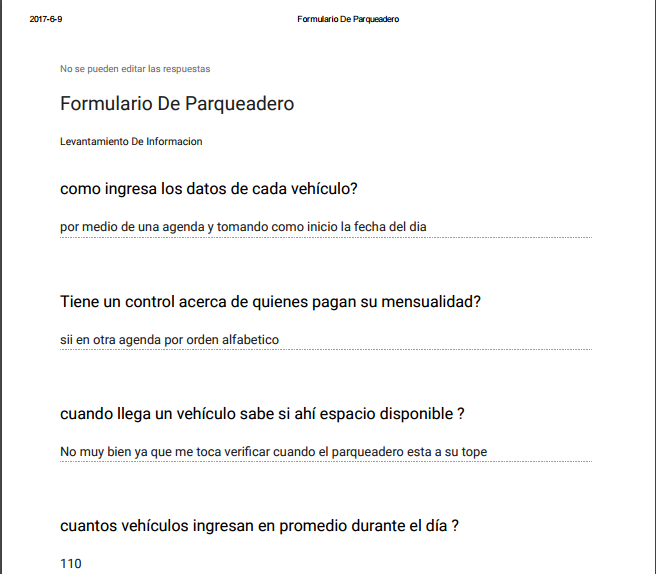 2017-6-9
Formulario De Parqueadero
No se pueden editar las respuestas
Formulario De Parqueadero
Levantamiento De Informacion
como ingresa los datos de cada vehículo?
por medio de una agenda y tomando como inicio la fecha del dia
Tiene un control acerca de quienes pagan su mensualidad?
sii en otra agenda por orden alfabetico
cuando llega un vehículo sabe si ahí espacio disponible ?
No muy bien ya que me toca verificar cuando el parqueadero esta a su tope
cuantos vehículos ingresan en promedio durante el día ?
110